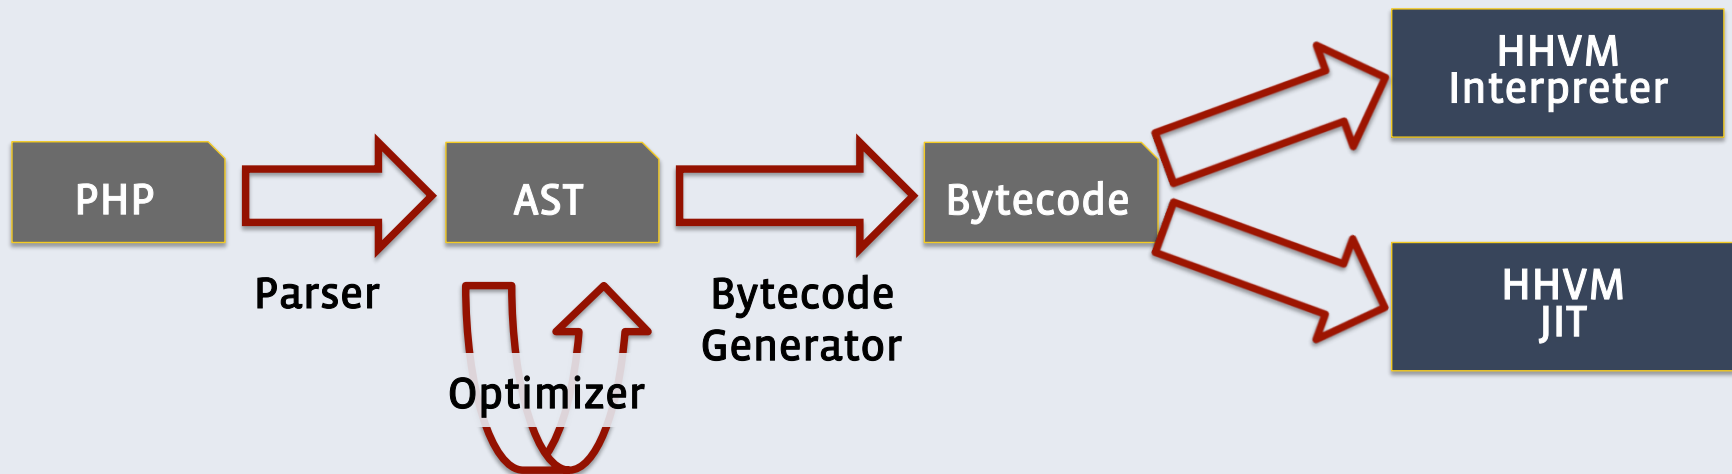 PHP
Parser
AST
Optimizer
Bytecode
Generator
Bytecode
HHVM
Interpreter
HHVM
JIT